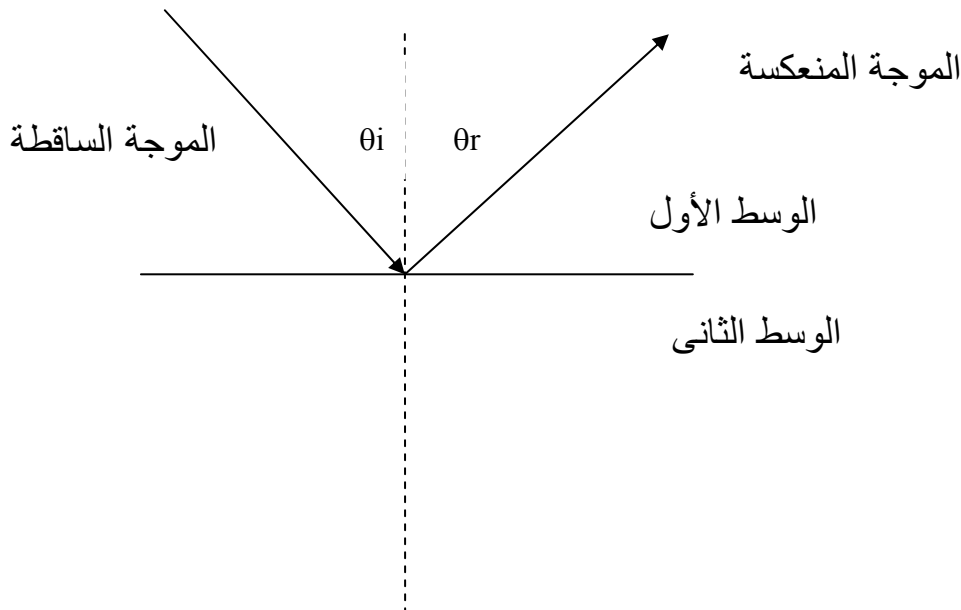 الموجة المنعكسة
الموجة الساقطة
θi
θr
الوسط الأول
الوسط الثانى